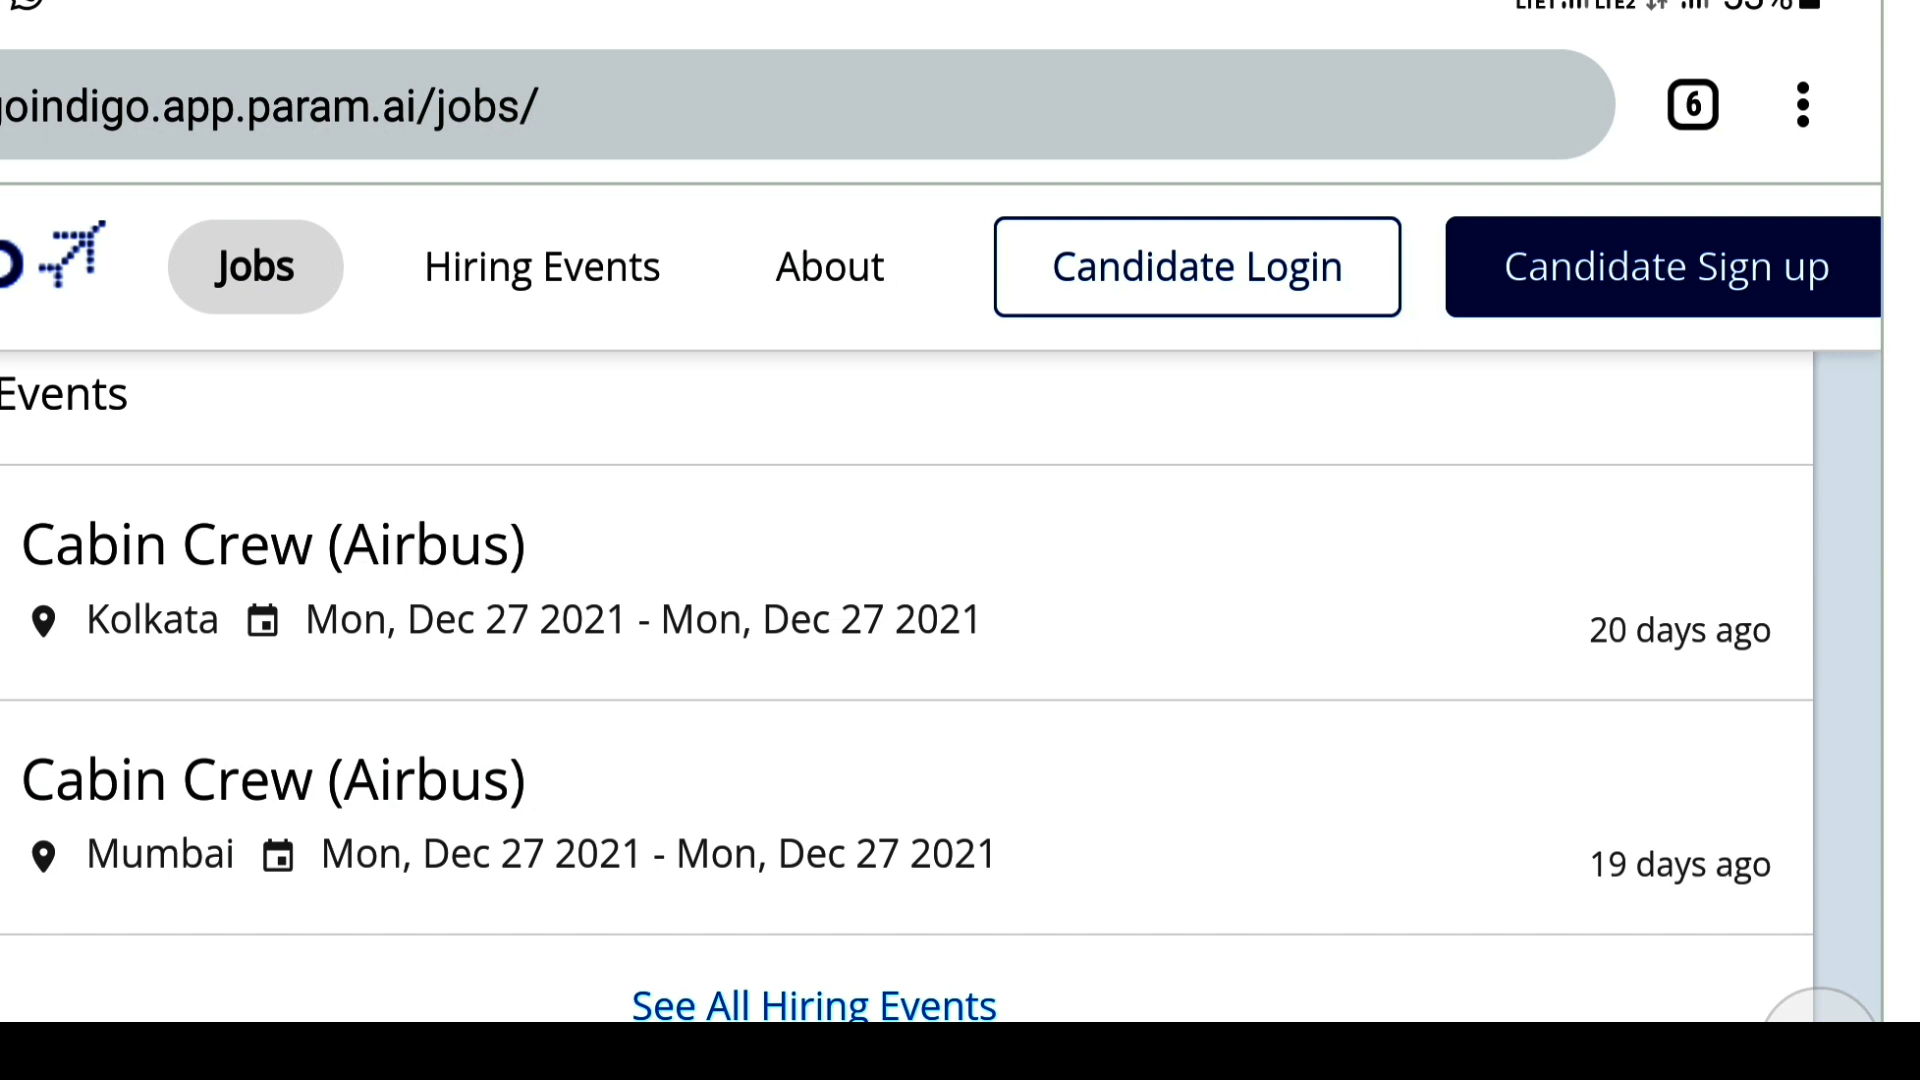 goindigo.app.param.ai/jobs/
6
Jobs
Hiring Events
About
Candidate Login
Candidate Sign up
Events
Cabin Crew (Airbus)
Kolkata Mon, Dec 27 2021 - Mon, Dec 27 2021
20 days ago
Cabin Crew (Airbus)
Mumbai Mon, Dec 27 2021 - Mon, Dec 27 2021
19 days ago
See All Hiring Events